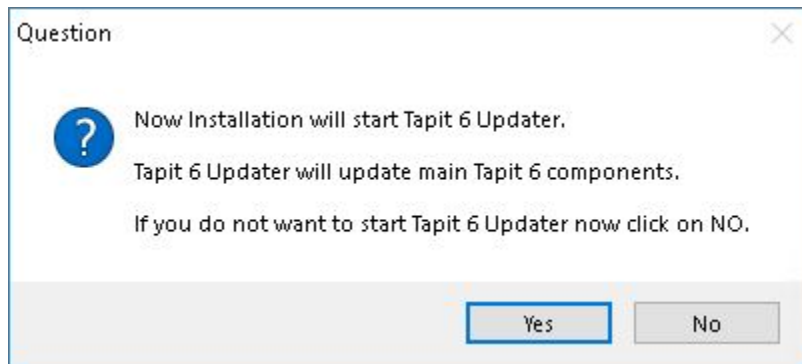 Question
Now Installation will start Tapit 6 Updater.
Tapit 6 Updater will update main Tapit 6 components.
If you do not want to start Tapit 6 Updater now click on NO.
Yes
No